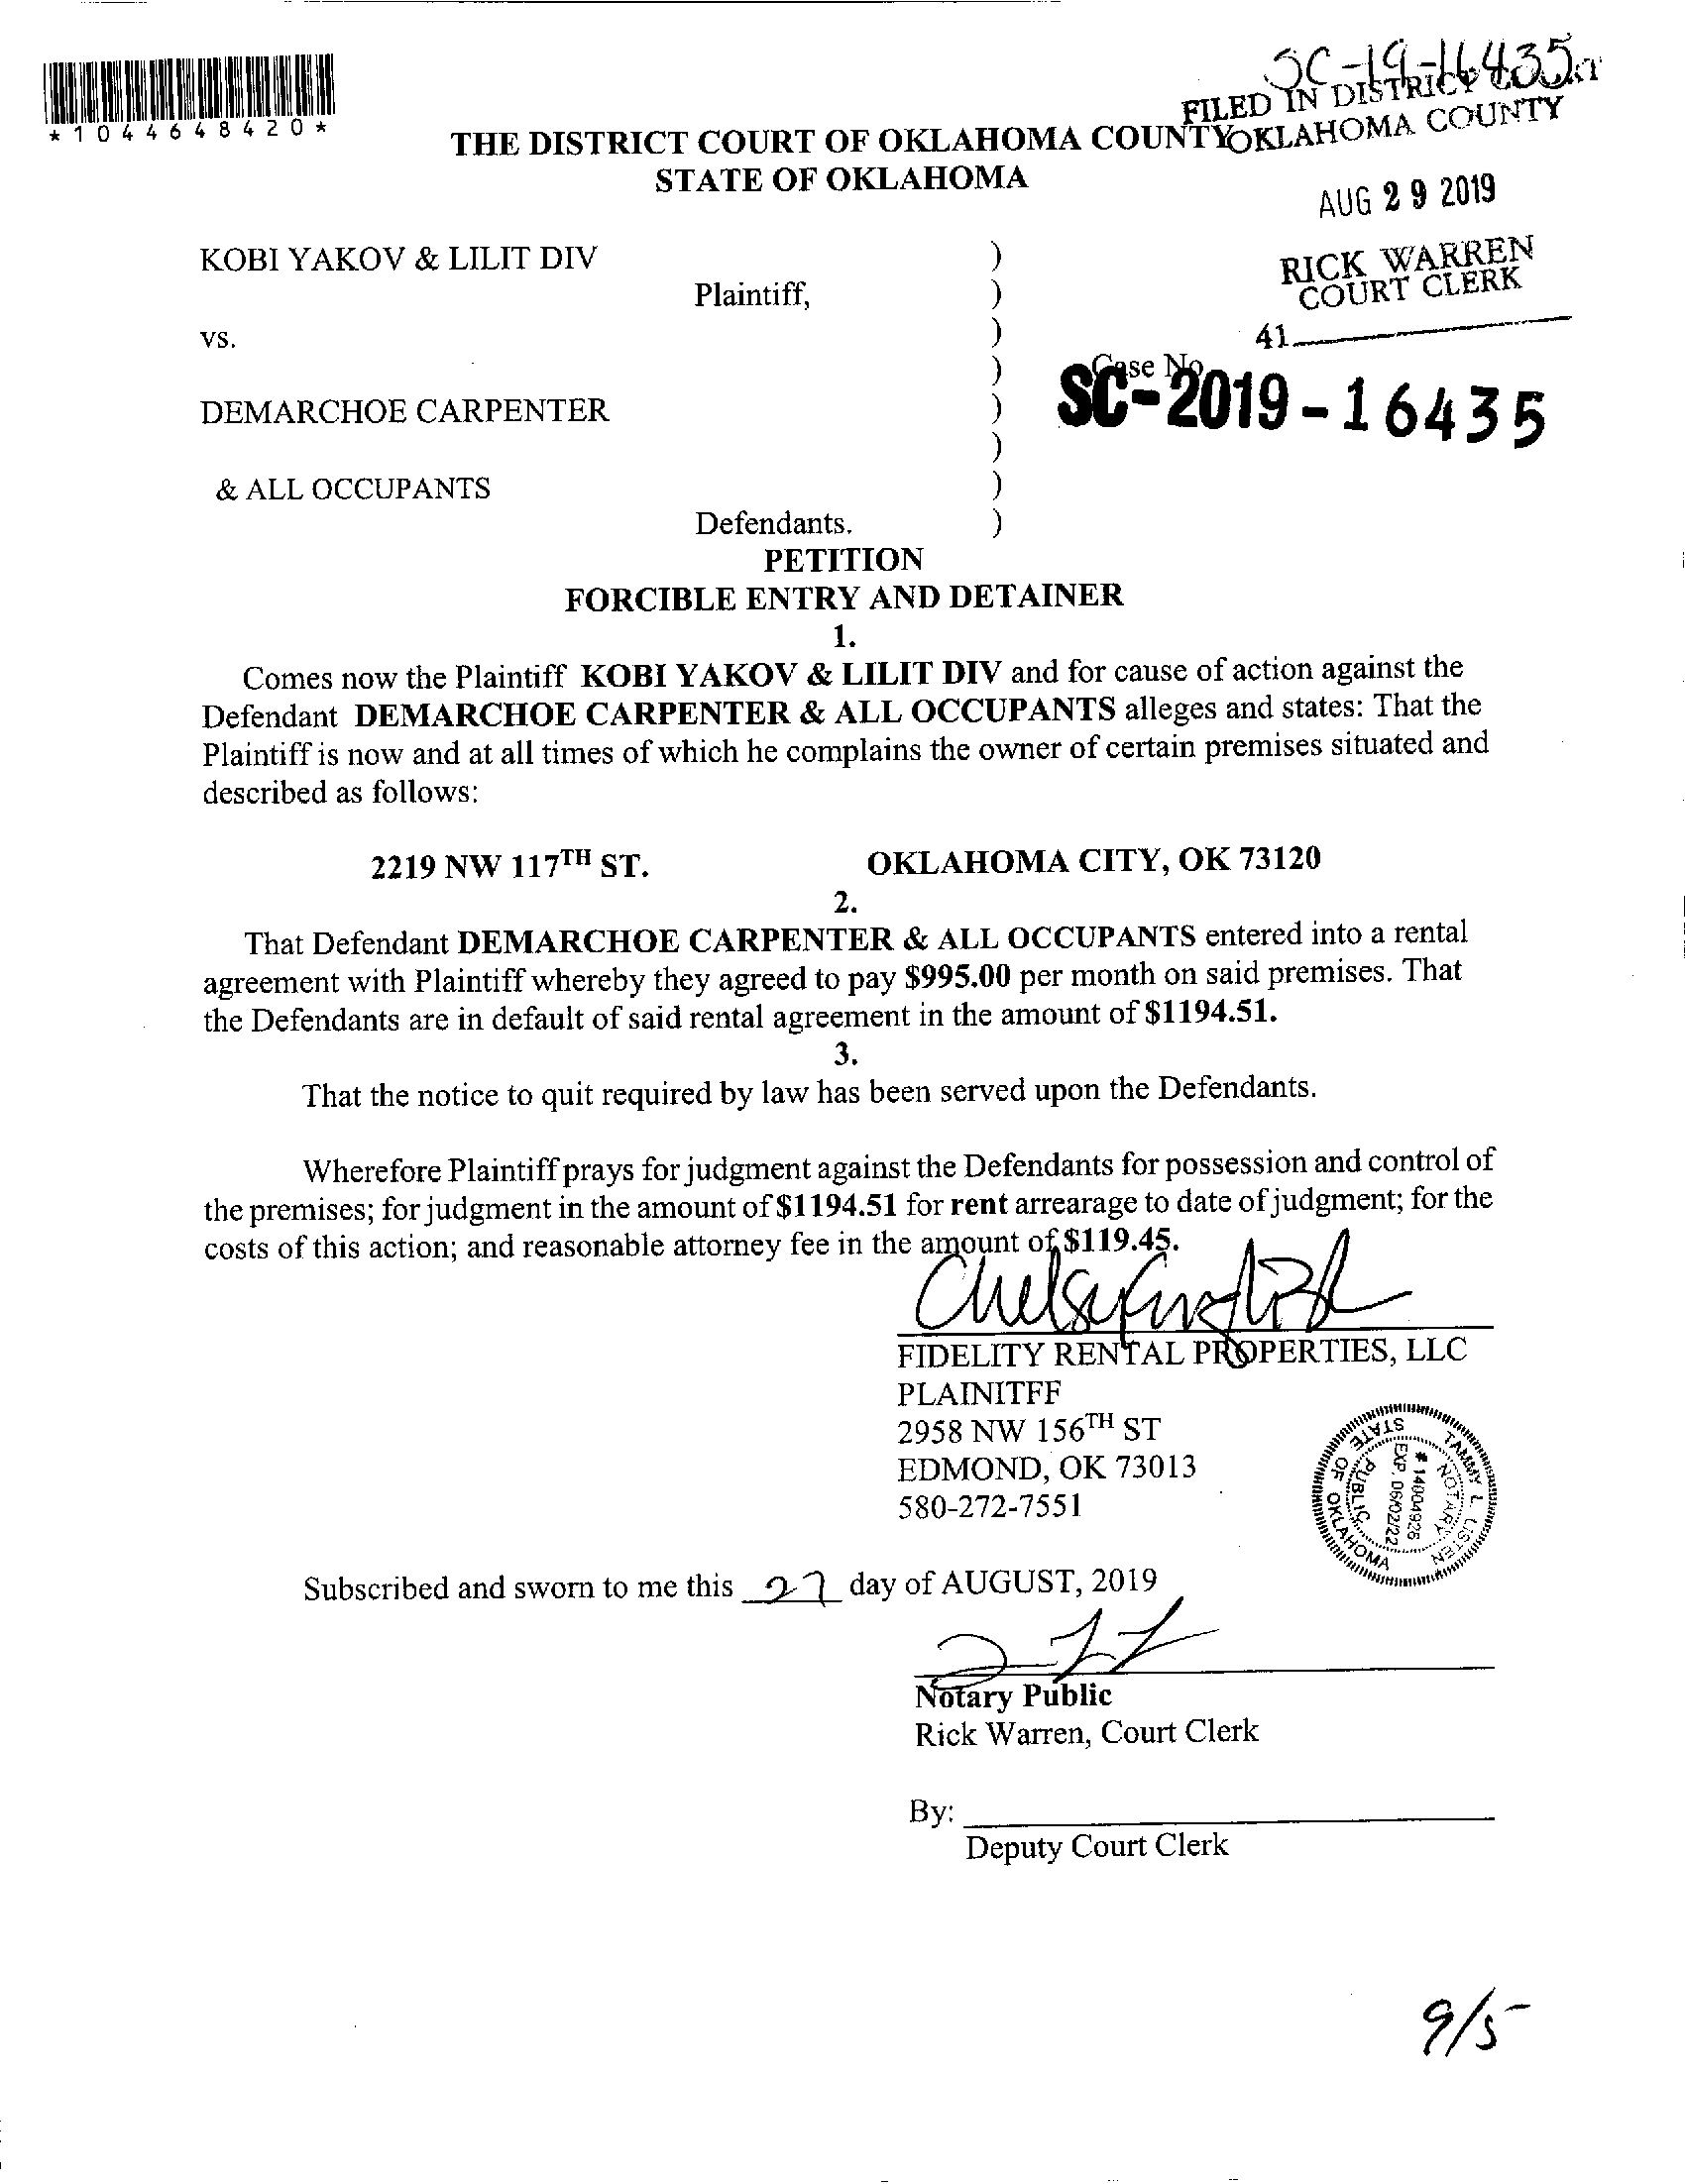 SC-19-16435
*1044648420*
FILED IN DISTRICT COURT
OKLAHOMA COUNTY
THE DISTRICT COURT OF OKLAHOMA COUNTY
STATE OF OKLAHOMA
AUG 29 2019
RICK WARREN
COURT CLERK
41
KOBI YAKOV & LILIT DIV )
Plaintiff, )
vs. )
)
Case No.
SC-2019-16435
DEMARCHOE CARPENTER )
)
& ALL OCCUPANTS )
Defendants. )
PETITION
FORCIBLE ENTRY AND DETAINER
1.
Comes now the Plaintiff KOBI YAKOV & LILIT DIV and for cause of action against the
Defendant DEMARCHOE CARPENTER & ALL OCCUPANTS alleges and states: That the
Plaintiff is now and at all times of which he complains the owner of certain premises situated and
described as follows:
2219 NW 117TH ST. OKLAHOMA CITY, OK 73120
2.
That Defendant DEMARCHOE CARPENTER & ALL OCCUPANTS entered into a rental
agreement with Plaintiff whereby they agreed to pay $995.00 per month on said premises. That
the Defendants are in default of said rental agreement in the amount of $1194.51.
3.
That the notice to quit required by law has been served upon the Defendants.
Wherefore Plaintiff prays for judgment against the Defendants for possession and control of
the premises; for judgment in the amount of $1194.51 for rent arrearage to date of judgment; for the
costs of this action; and reasonable attorney fee in the amount of $119.45.
FIDELITY RENTAL PROPERTIES, LLC
PLAINITFF
2958 NW 156TH ST
EDMOND, OK 73013
580-272-7551
TAMMY L. LISTEN
NOTARY PUBLIC
# 14004926
EXP. 06/02/22
STATE OF OKLAHOMA
Subscribed and sworn to me this 27 day of AUGUST, 2019
Notary Public
Rick Warren, Court Clerk
By:
Deputy Court Clerk
9/5